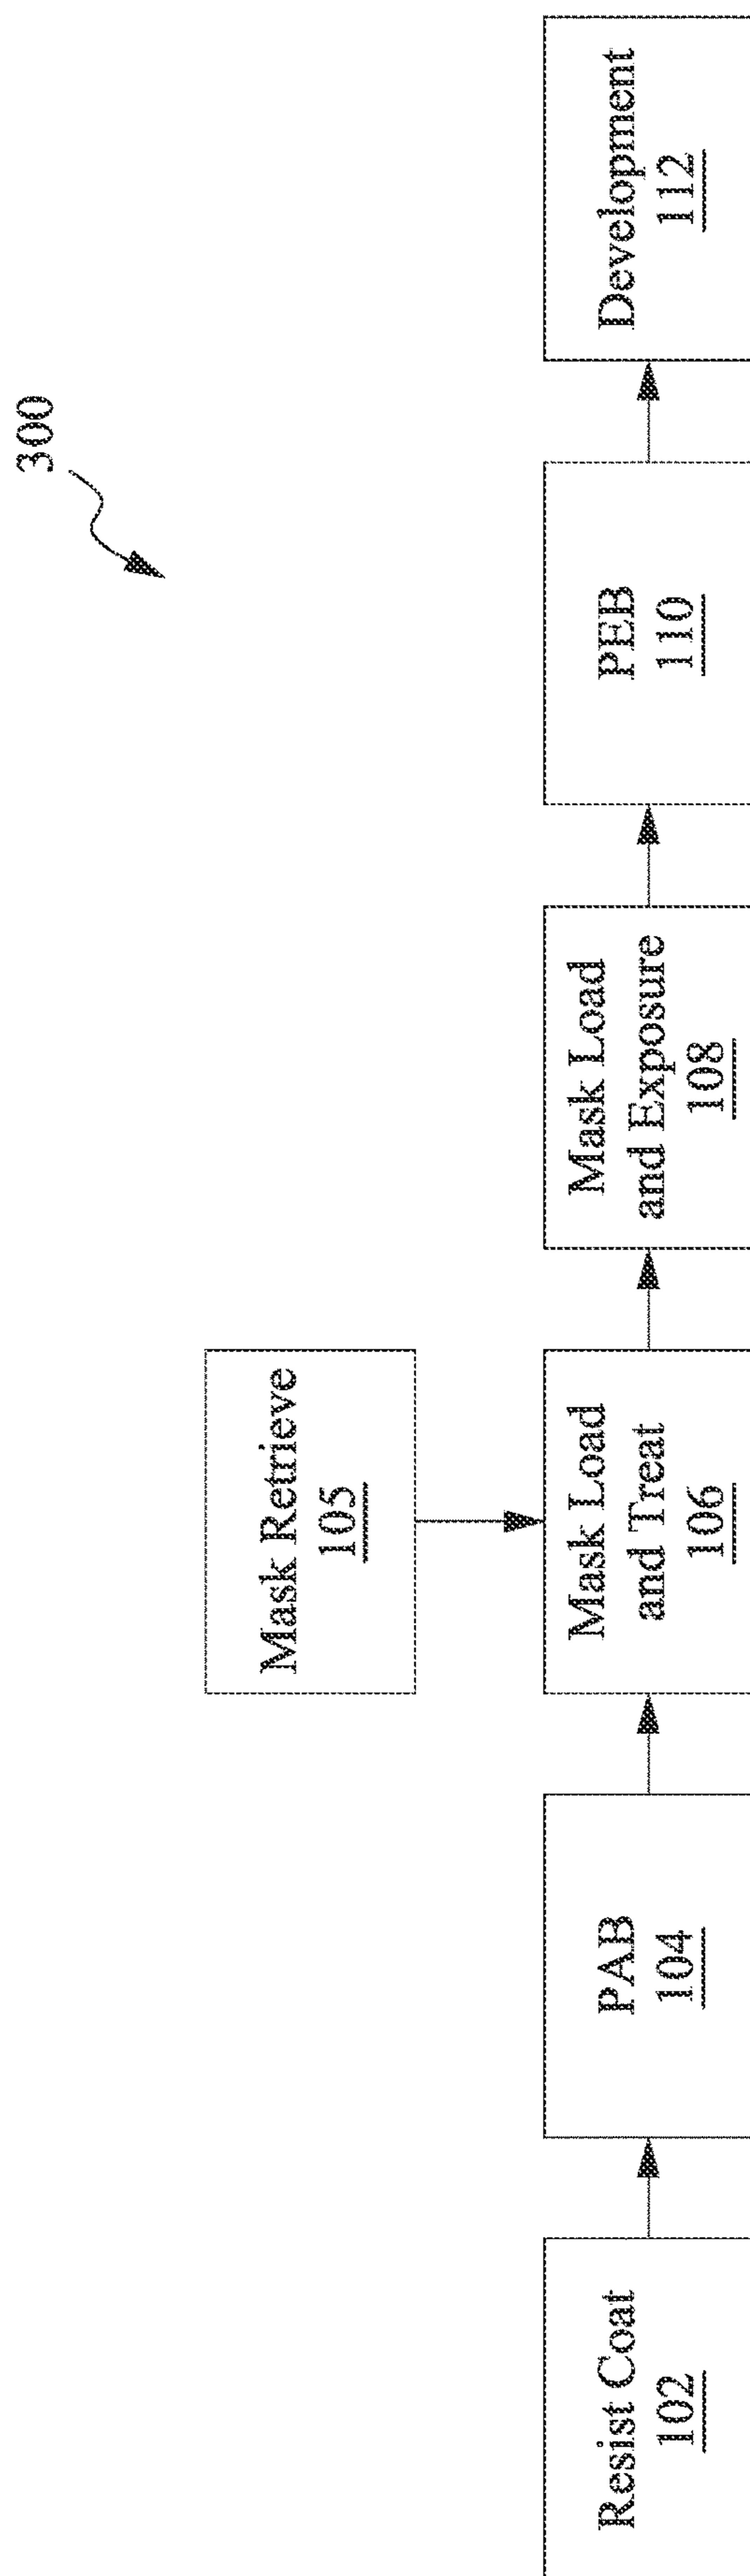 300
Mask Retrieve
105
Resist Coat
102
PAB
104
Mask Load
and Treat
106
Mask Load
and Exposure
108
PEB
110
Development
112